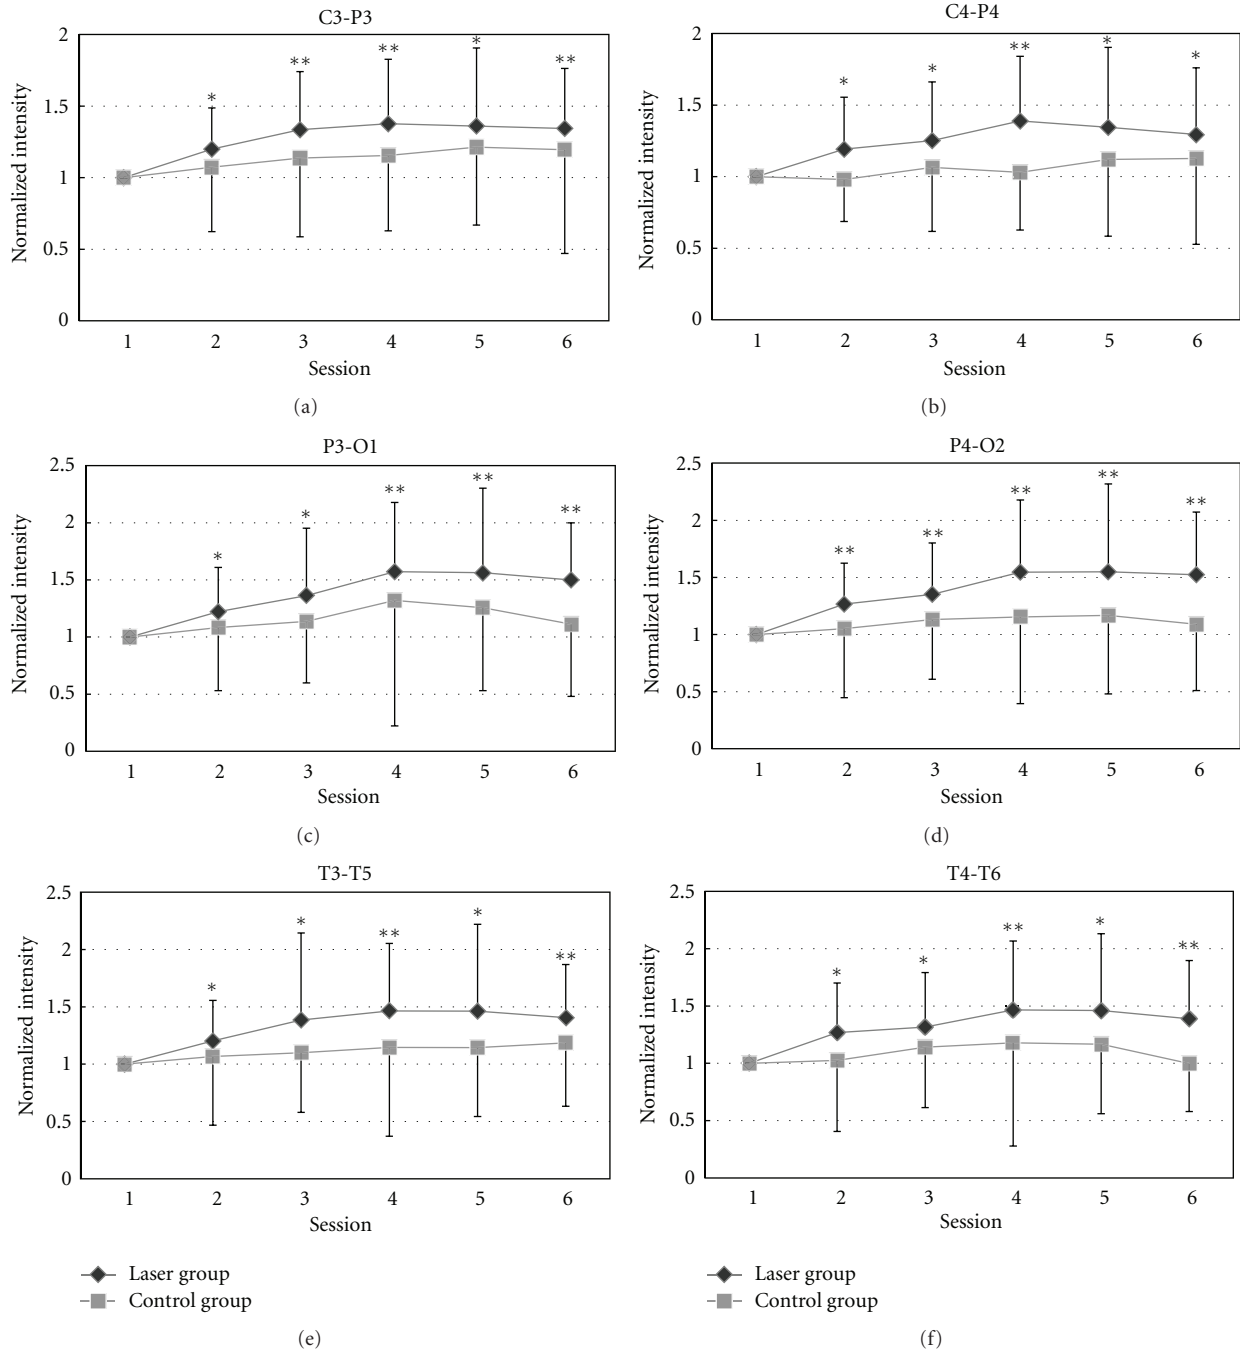 C3-P3
Normalized intensity
2
1.5
1
0.5
0
* ** ** * **
1 2 3 4 5 6
Session
(a)
C4-P4
Normalized intensity
2
1.5
1
0.5
0
* * ** * *
1 2 3 4 5 6
Session
(b)
P3-O1
Normalized intensity
2.5
2
1.5
1
0.5
0
* * ** ** **
1 2 3 4 5 6
Session
(c)
P4-O2
Normalized intensity
2.5
2
1.5
1
0.5
0
** ** ** ** **
1 2 3 4 5 6
Session
(d)
T3-T5
Normalized intensity
2.5
2
1.5
1
0.5
0
* * ** * **
1 2 3 4 5 6
Session
Laser group
Control group
(e)
T4-T6
Normalized intensity
2.5
2
1.5
1
0.5
0
* * ** * **
1 2 3 4 5 6
Session
Laser group
Control group
(f)